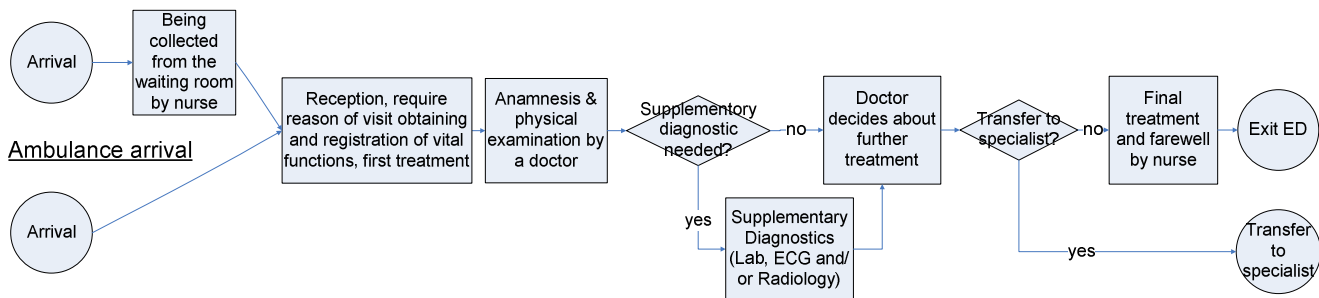 Arrival
Being
collected
from the
waiting room
by nurse
Ambulance arrival
Arrival
Reception, require
reason of visit obtaining
and registration of vital
functions, first treatment
Anamnesis &
physical
examination by
a doctor
Supplementary
diagnostic
needed?
no
yes
Supplementary
Diagnostics
(Lab, ECG and/
or Radiology)
Doctor
decides about
further
treatment
Transfer to
specialist?
no
yes
Final
treatment
and farewell
by nurse
Exit ED
Transfer
to
specialist